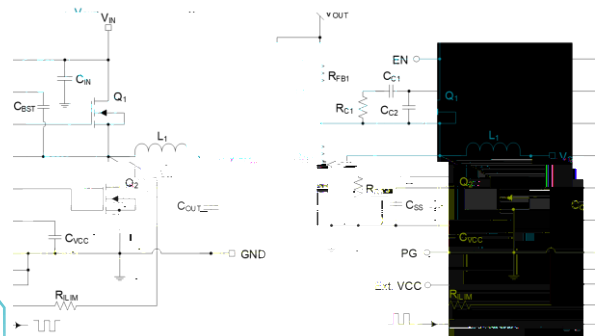 VIN
VOUT
EN
CIN
RFB1
CC1
Q1
CBST
RC1
CC2
Q1
L1
L1
Q2
COUT
CSS
CVCC
GND
PG
CVCC
Ext. VCC
RILIM
RILIM